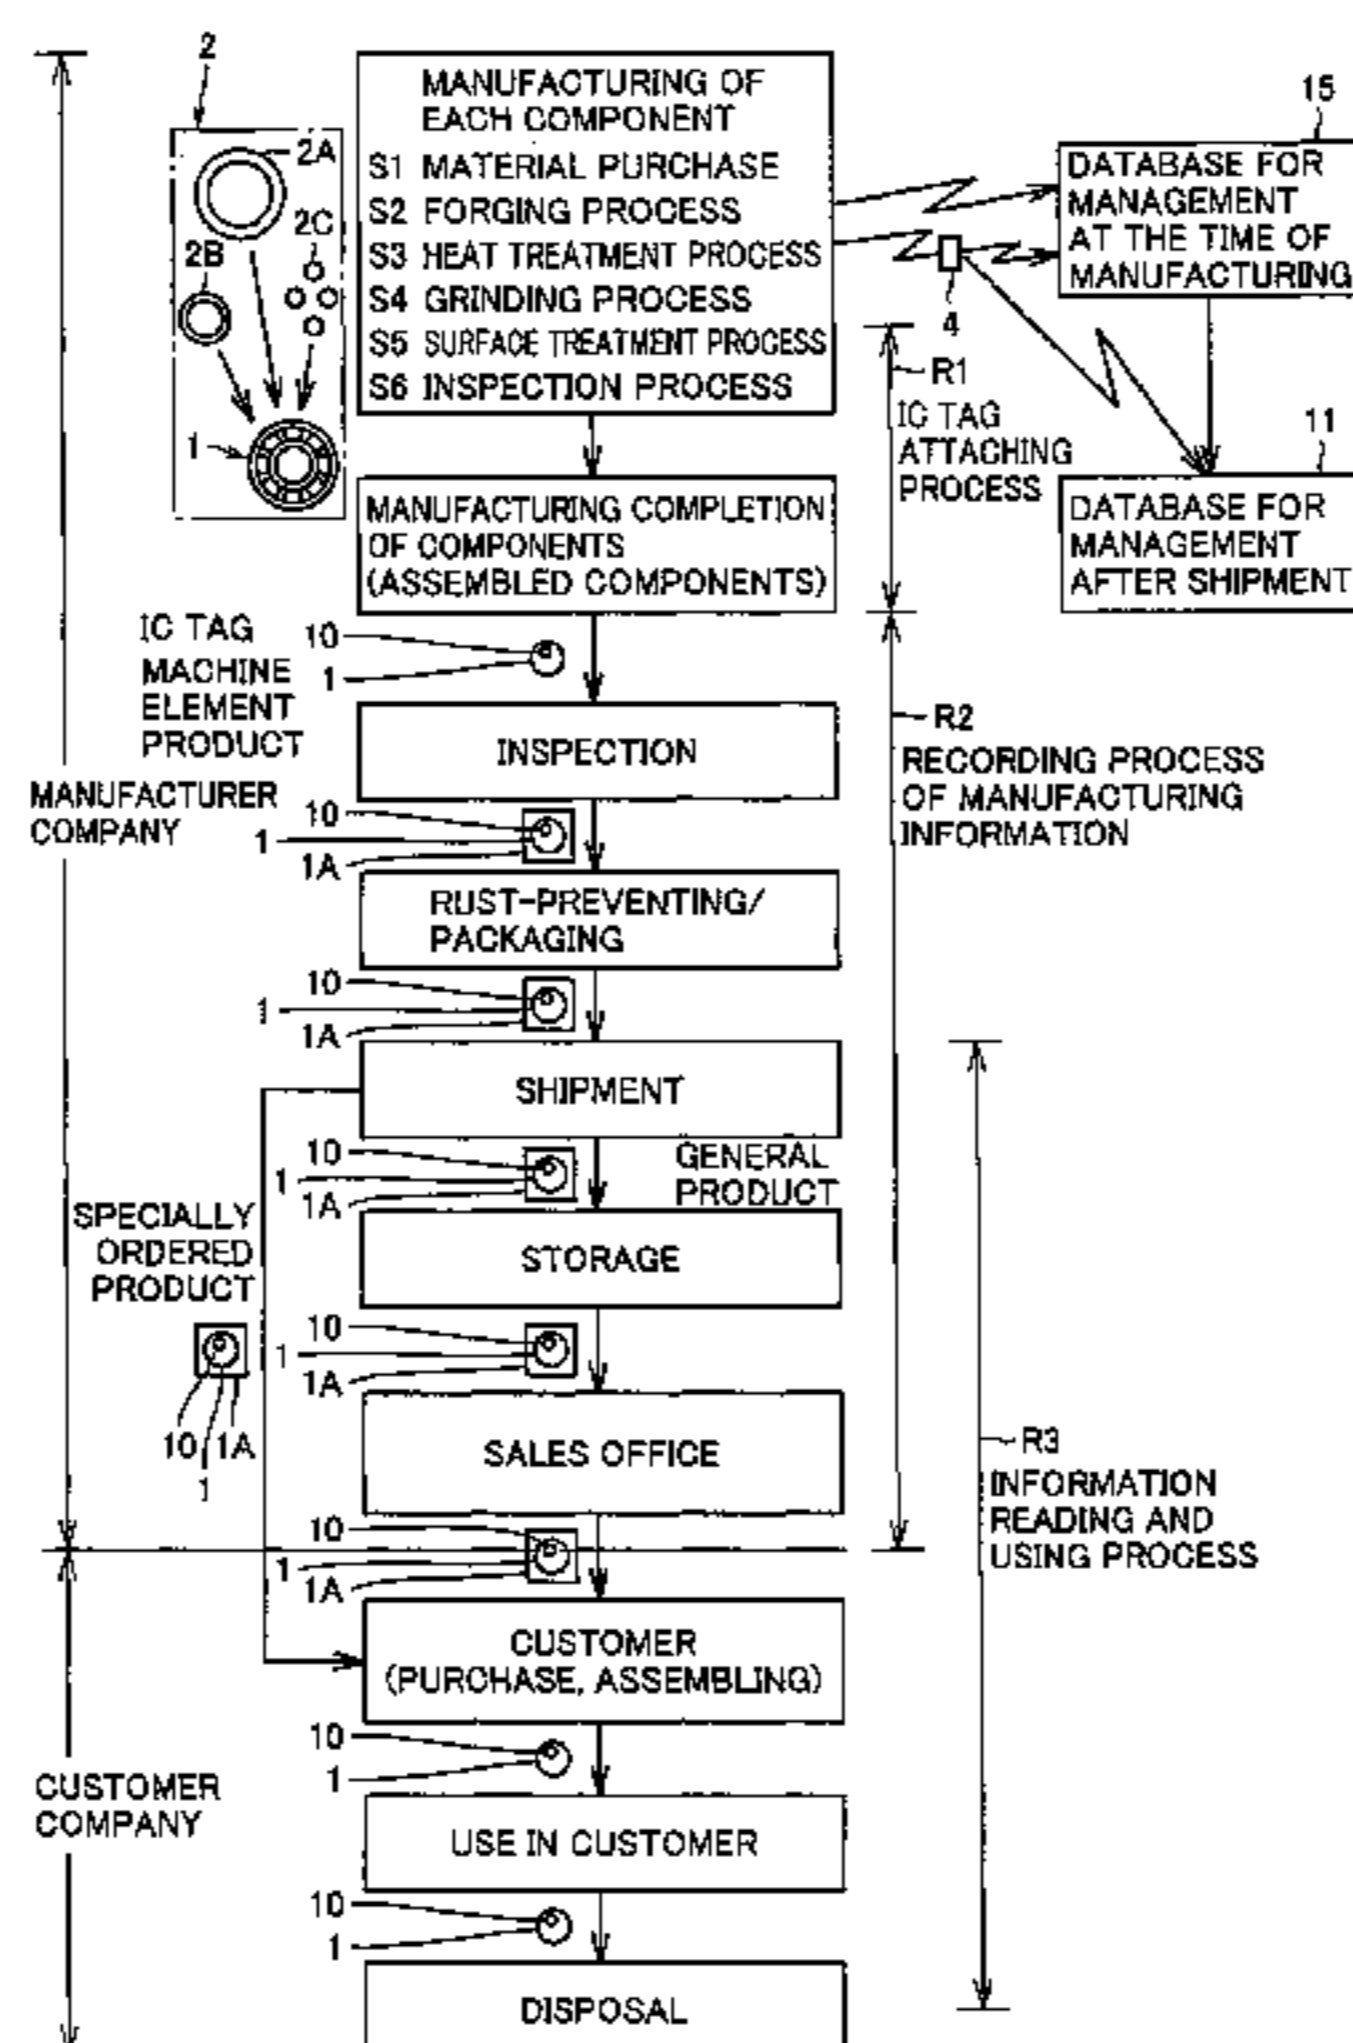 2
MANUFACTURING OF
EACH COMPONENT
S1 MATERIAL PURCHASE
S2 FORGING PROCESS
S3 HEAT TREATMENT PROCESS
S4 GRINDING PROCESS
S5 SURFACE TREATMENT PROCESS
S6 INSPECTION PROCESS
2A
2B
2C
1
15
DATABASE FOR
MANAGEMENT
AT THE TIME OF
MANUFACTURING
4
R1
IC TAG
ATTACHING
PROCESS
11
DATABASE FOR
MANAGEMENT
AFTER SHIPMENT
MANUFACTURING COMPLETION
OF COMPONENTS
(ASSEMBLED COMPONENTS)
IC TAG
10
MACHINE
ELEMENT
PRODUCT
1
INSPECTION
R2
RECORDING PROCESS
OF MANUFACTURING
INFORMATION
MANUFACTURER
COMPANY
10
1
1A
RUST-PREVENTING/
PACKAGING
10
1
1A
SHIPMENT
10
1
1A
GENERAL
PRODUCT
SPECIALLY
ORDERED
PRODUCT
STORAGE
10
1
1A
10
1A
1
SALES OFFICE
R3
INFORMATION
READING AND
USING PROCESS
10
1
1A
CUSTOMER
(PURCHASE, ASSEMBLING)
10
1
CUSTOMER
COMPANY
USE IN CUSTOMER
10
1
DISPOSAL